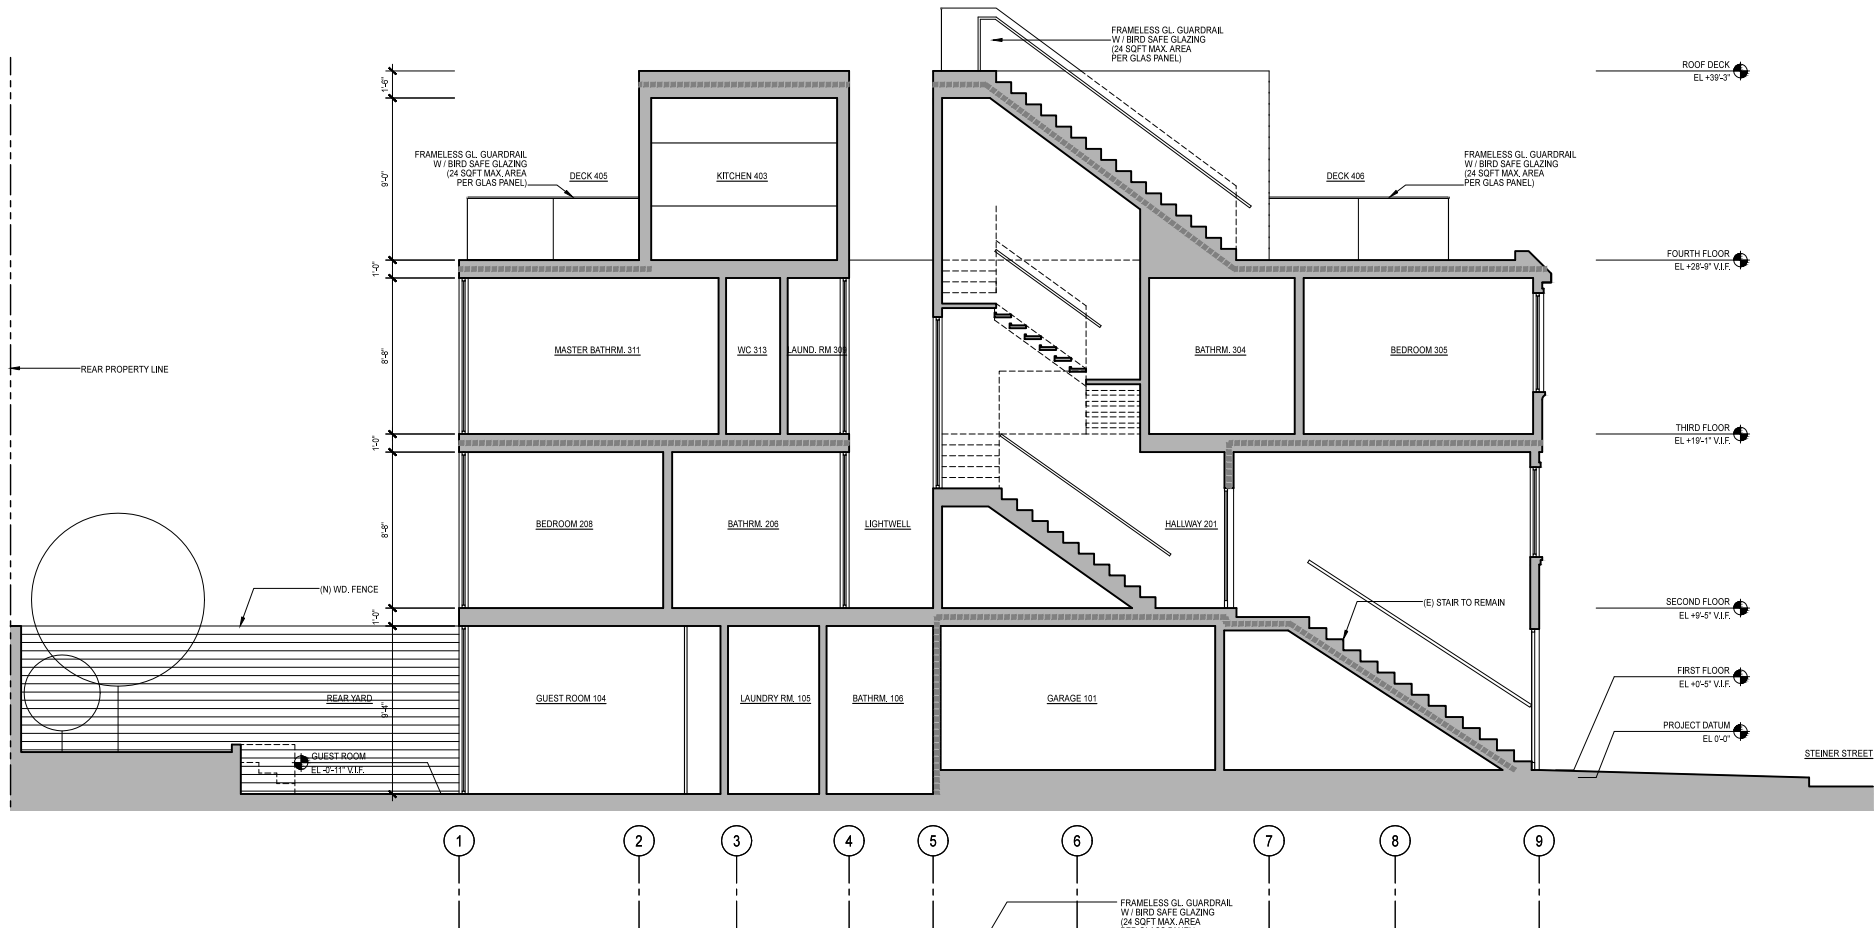 FRAMELESS GL. GUARDRAIL
W / BIRD SAFE GLAZING
(24 SQFT MAX. AREA
PER GLAS PANEL)
ROOF DECK
EL +39'-3"
1'-6"
FRAMELESS GL. GUARDRAIL
W / BIRD SAFE GLAZING
(24 SQFT MAX. AREA
PER GLAS PANEL)
DECK 405
KITCHEN 403
DECK 406
FRAMELESS GL. GUARDRAIL
W / BIRD SAFE GLAZING
(24 SQFT MAX. AREA
PER GLAS PANEL)
9'-0"
FOURTH FLOOR
EL +28'-9" V.I.F.
1'-0"
MASTER BATHRM. 311
WC 313
LAUND. RM 309
BATHRM. 304
BEDROOM 305
8'-8"
REAR PROPERTY LINE
THIRD FLOOR
EL +19'-1" V.I.F.
1'-0"
BEDROOM 208
BATHRM. 206
LIGHTWELL
HALLWAY 201
8'-8"
(N) WD. FENCE
(E) STAIR TO REMAIN
SECOND FLOOR
EL +9'-5" V.I.F.
1'-0"
REAR YARD
9'-4"
GUEST ROOM 104
LAUNDRY RM. 105
BATHRM. 106
GARAGE 101
FIRST FLOOR
EL +0'-5" V.I.F.
PROJECT DATUM
EL 0'-0"
GUEST ROOM
EL -0'-11" V.I.F.
STEINER STREET
1
2
3
4
5
6
7
8
9
FRAMELESS GL. GUARDRAIL
W / BIRD SAFE GLAZING
(24 SQFT MAX. AREA